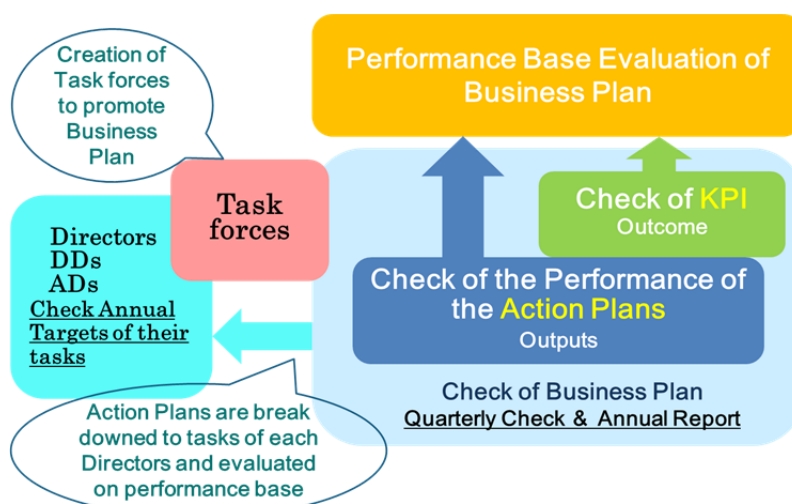 Creation of
Task forces
to promote
Business
Plan
Performance Base Evaluation of
Business Plan
Task
forces
Check of KPI
Outcome
Directors
DDs
ADs
Check Annual
Targets of their
tasks
Check of the Performance of
the Action Plans
Outputs
Check of Business Plan
Quarterly Check & Annual Report
Action Plans are break
downed to tasks of each
Directors and evaluated
on performance base